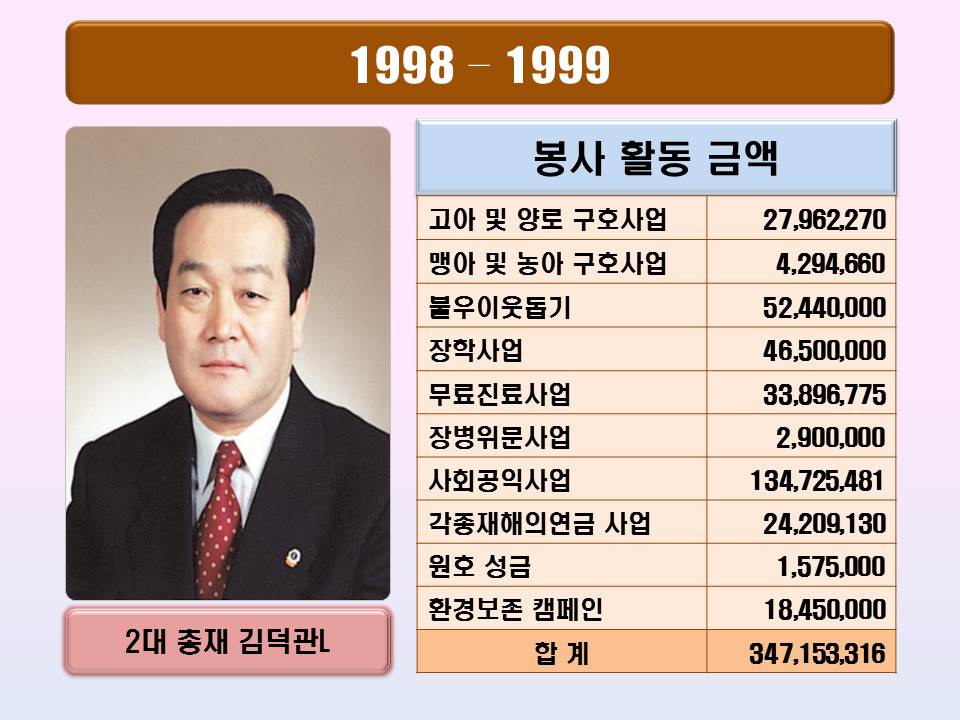 1998 – 1999
봉사 활동 금액
고아 및 양로 구호사업 27,962,270
맹아 및 농아 구호사업 4,294,660
불우이웃돕기 52,440,000
장학사업 46,500,000
무료진료사업 33,896,775
장병위문사업 2,900,000
사회공익사업 134,725,481
각종재해의연금 사업 24,209,130
원호 성금 1,575,000
환경보존 캠페인 18,450,000
합 계 347,153,316
2대 총재 김덕관L